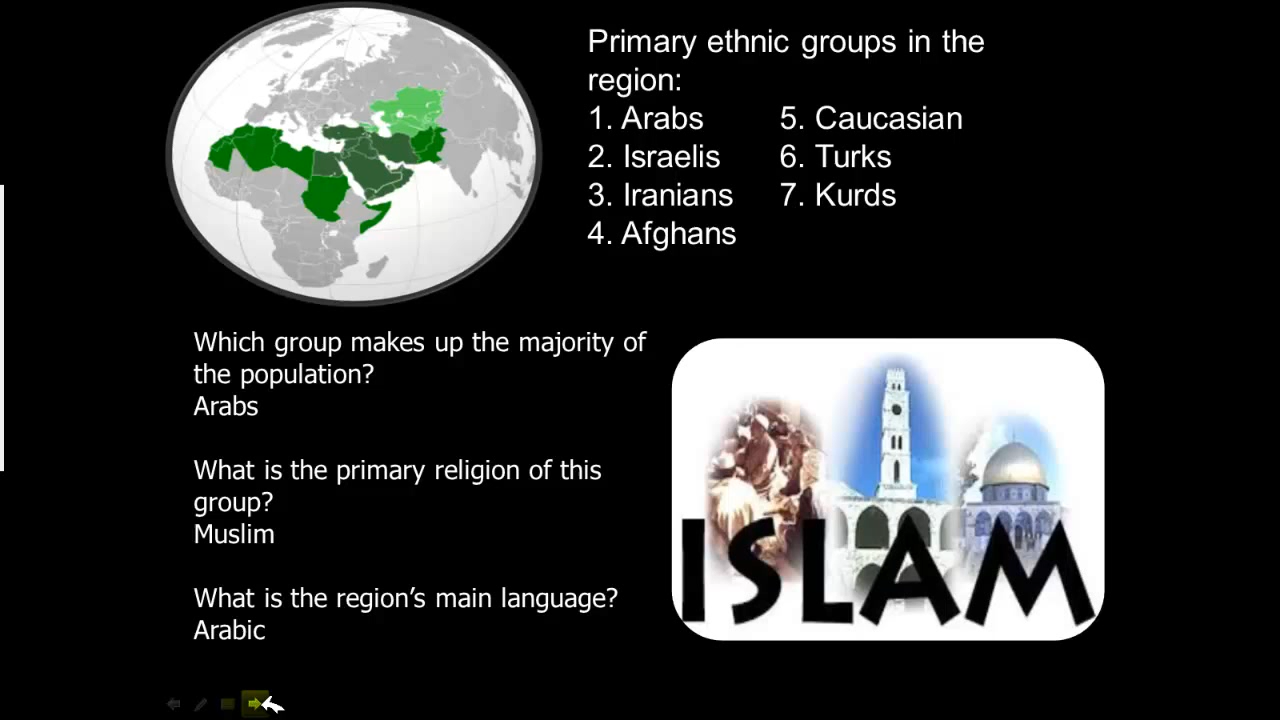 Primary ethnic groups in the
region:
1. Arabs
2. Israelis
3. Iranians
4. Afghans
5. Caucasian
6. Turks
7. Kurds
Which group makes up the majority of
the population?
Arabs
What is the primary religion of this
group?
Muslim
What is the region's main language?
Arabic
ISLAM